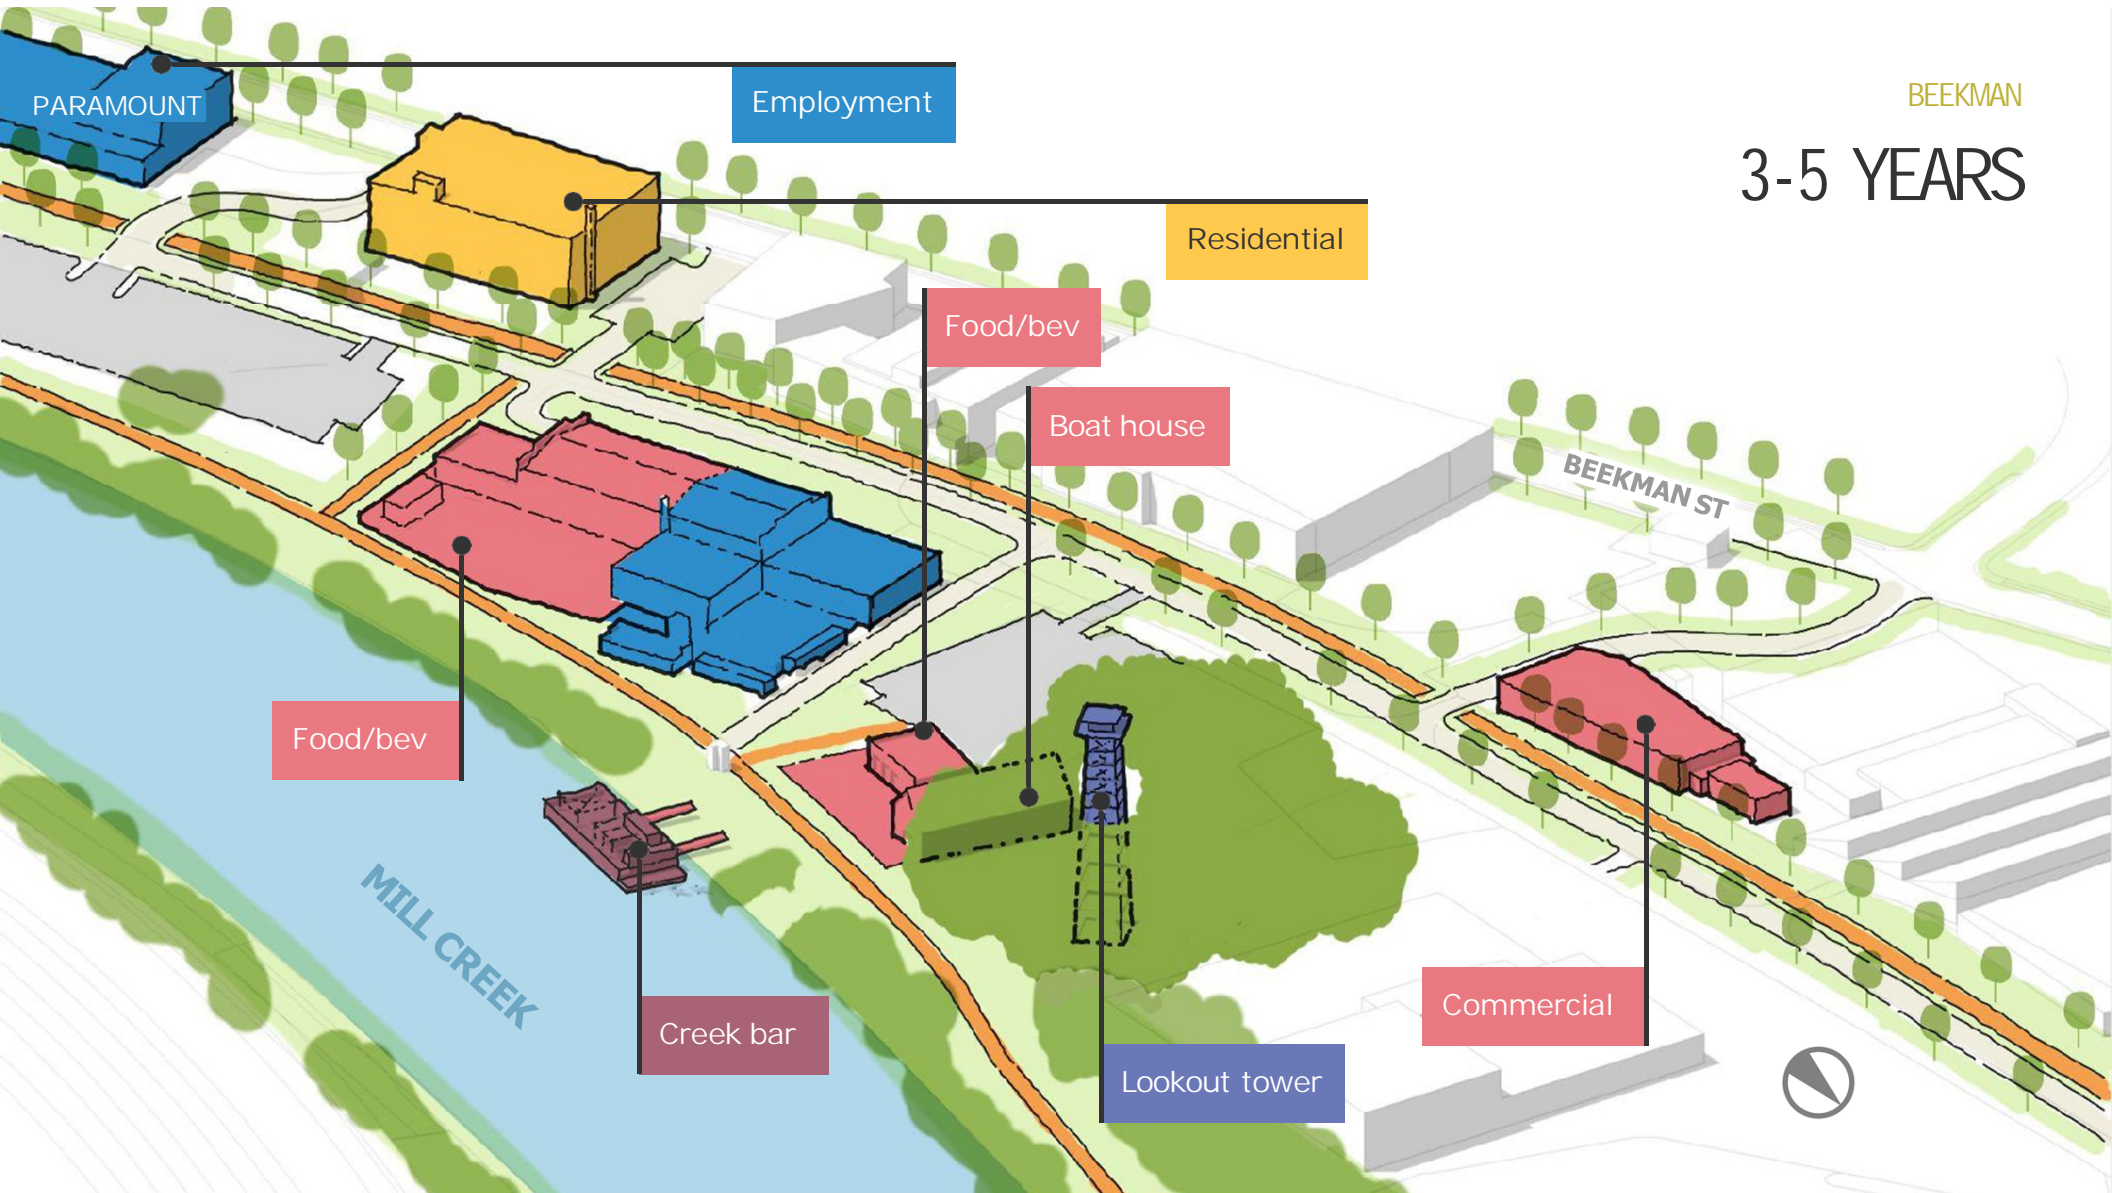 BEEKMAN
3-5 YEARS
Employment
PARAMOUNT
Residential
Food/bev
Boat house
BEEKMAN ST
Food/bev
MILL CREEK
Creek bar
Commercial
Lookout tower